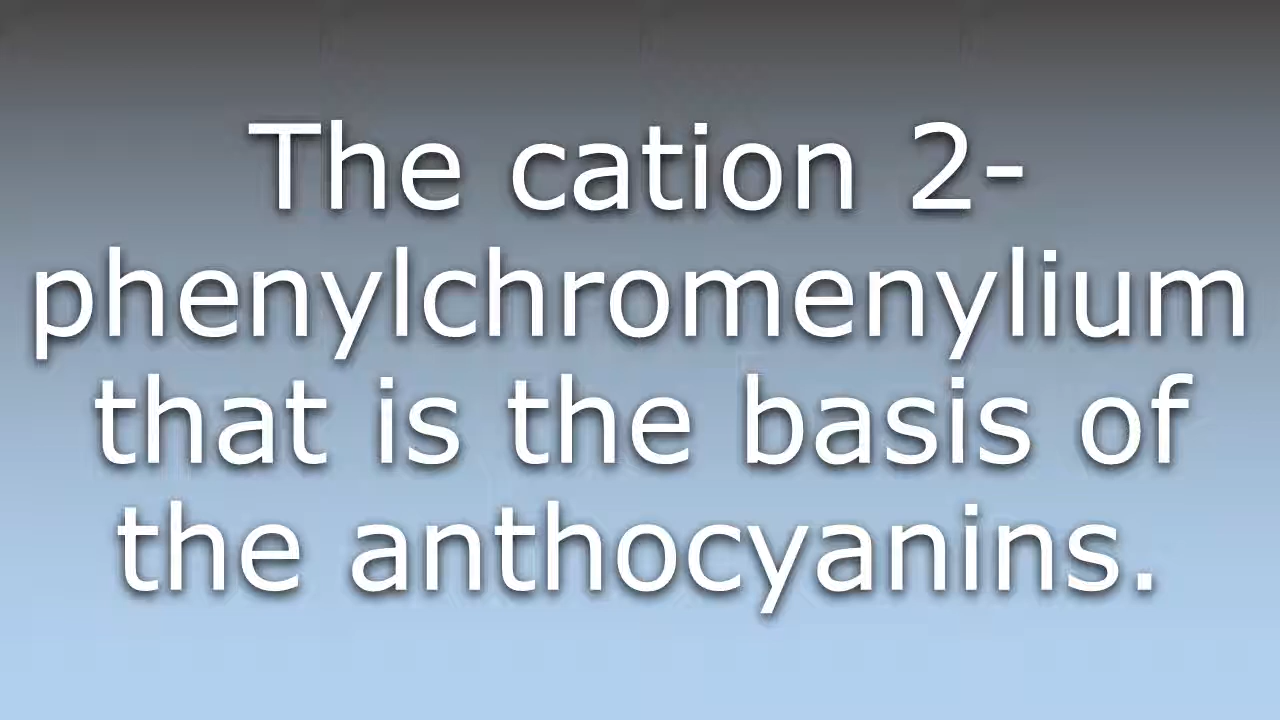 The cation 2-
phenylchromenylium
that is the basis of
the anthocyanins.